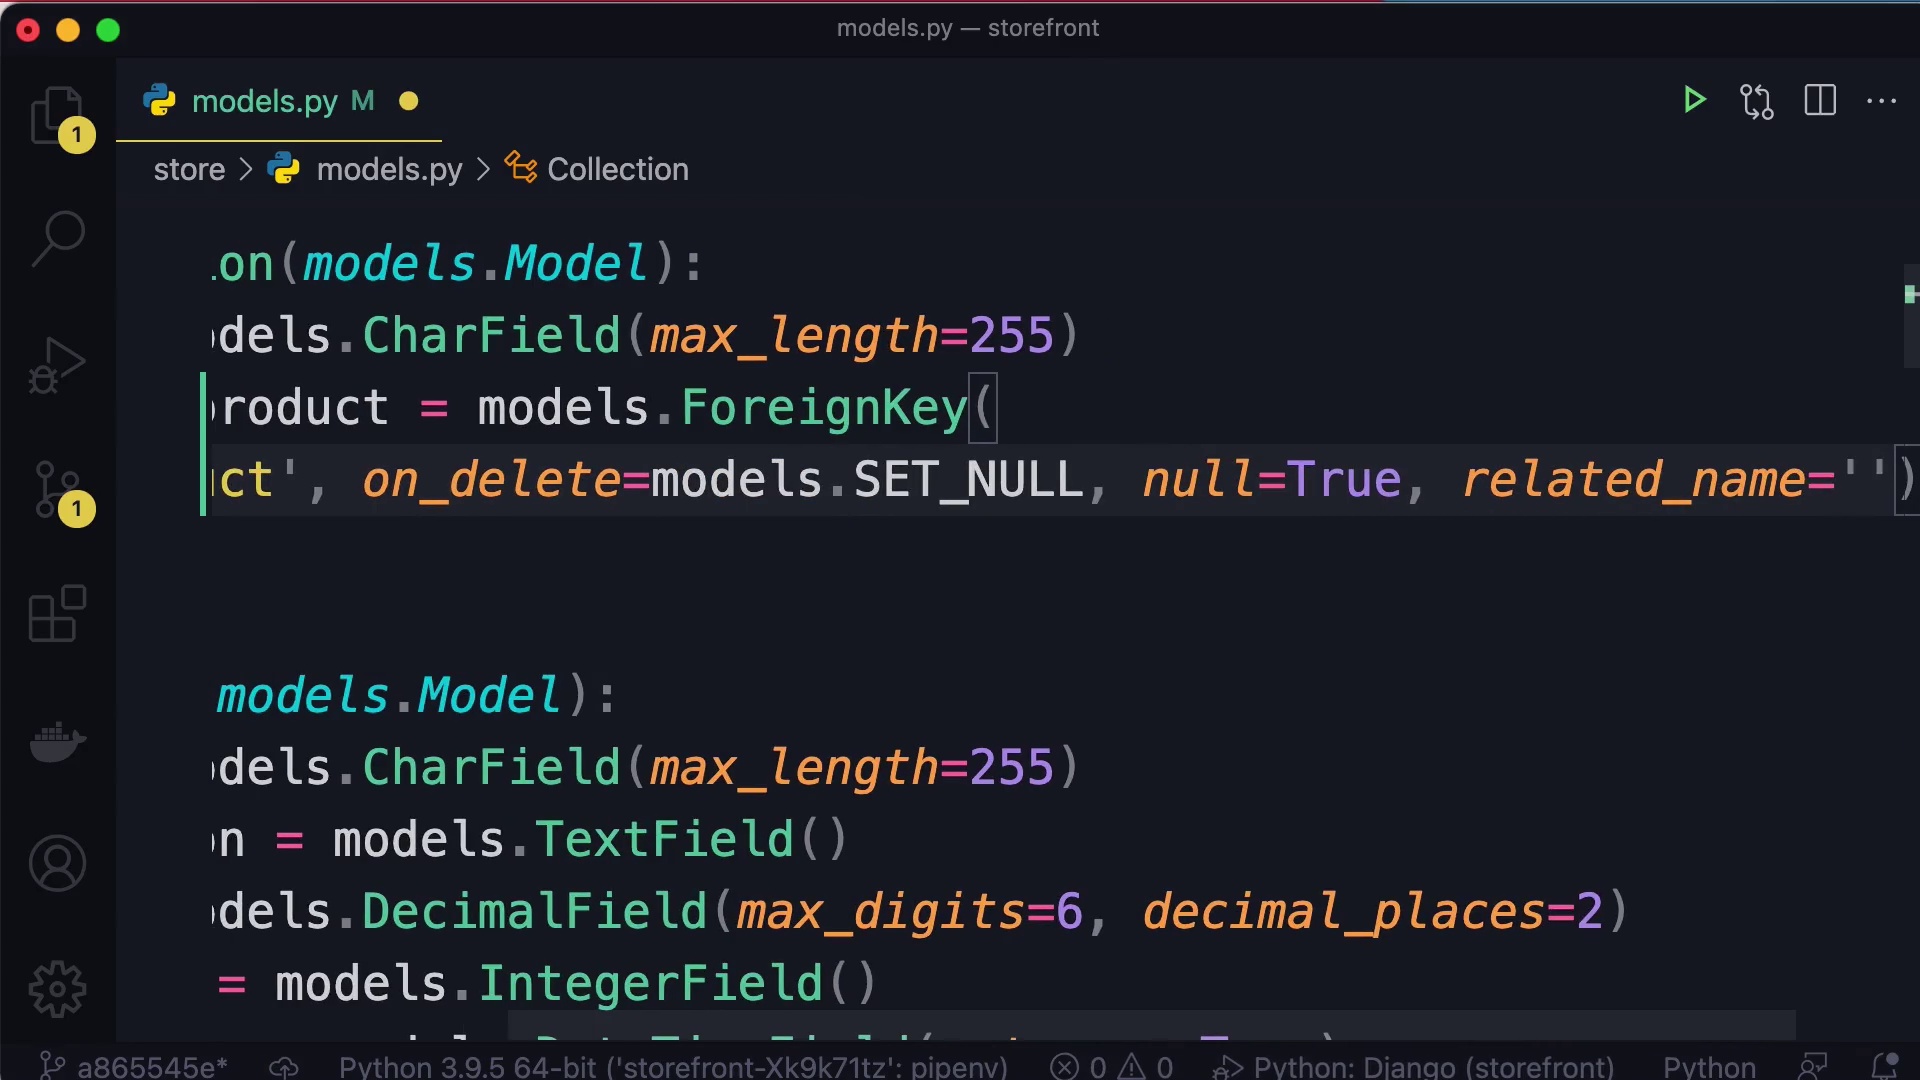 models.py — storefront
models.py M
1
store > models.py > Collection
on(models.Model):
dels.CharField(max_length=255)
roduct = models.ForeignKey(
ct', on_delete=models.SET_NULL, null=True, related_name='')
1
models.Model):
dels.CharField(max_length=255)
n = models.TextField()
dels.DecimalField(max_digits=6, decimal_places=2)
= models.IntegerField()
a865545e* Python 3.9.5 64-bit ('storefront-Xk9k71tz': pipenv) 0 0 Python: Django (storefront) Python